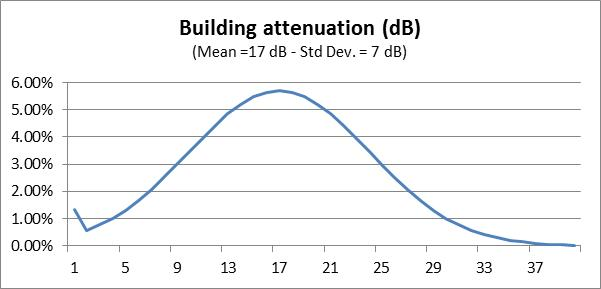 Building attenuation (dB)
(Mean =17 dB - Std Dev. = 7 dB)
6.00%
5.00%
4.00%
3.00%
2.00%
1.00%
0.00%
1 5 9 13 17 21 25 29 33 37